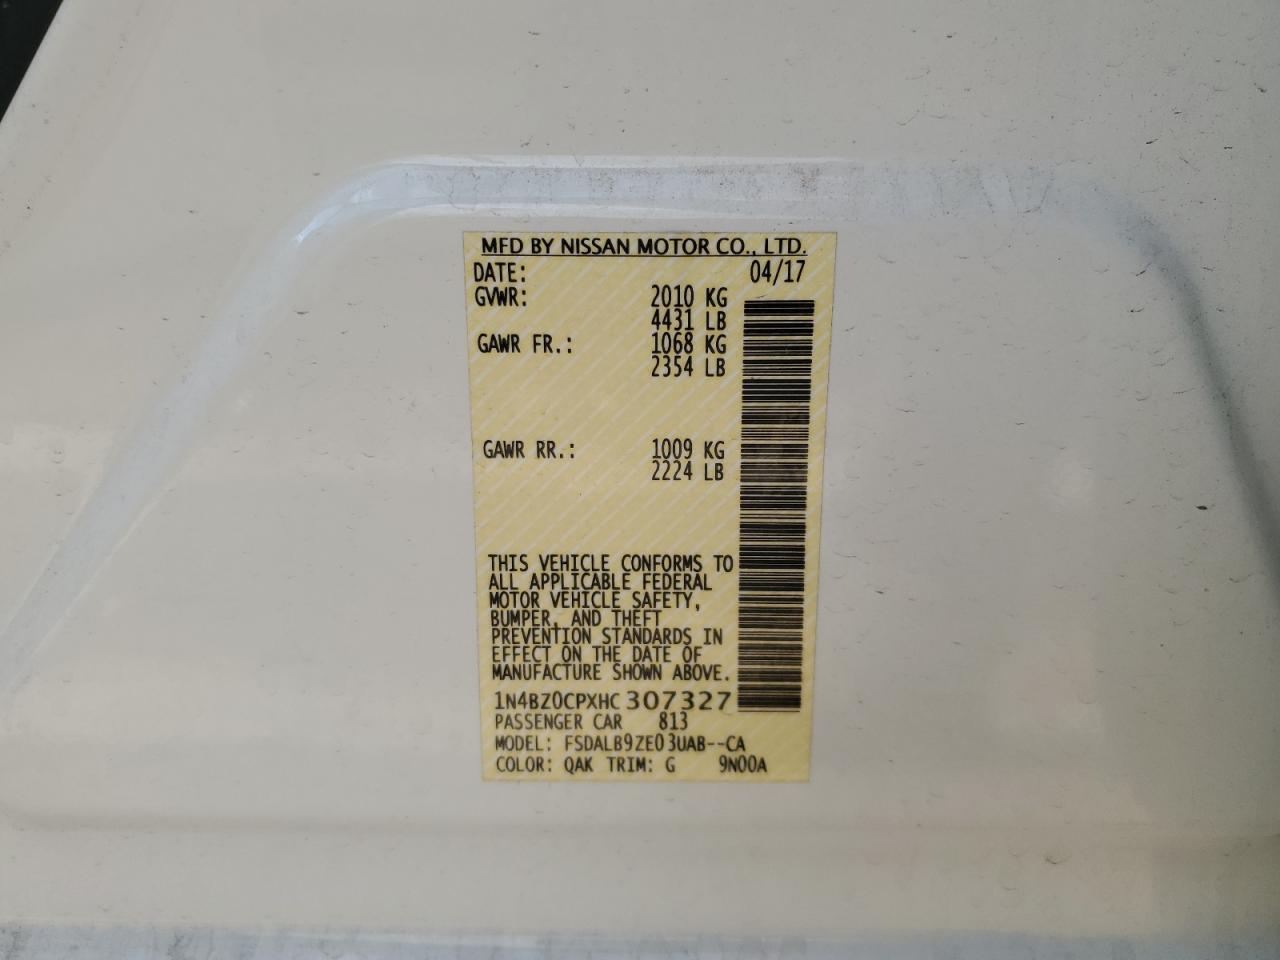 MFD BY NISSAN MOTOR CO., LTD.
DATE: 04/17
GVWR: 2010 KG
4431 LB
GAWR FR.: 1068 KG
2354 LB
GAWR RR.: 1009 KG
2224 LB
THIS VEHICLE CONFORMS TO
ALL APPLICABLE FEDERAL
MOTOR VEHICLE SAFETY,
BUMPER, AND THEFT
PREVENTION STANDARDS IN
EFFECT ON THE DATE OF
MANUFACTURE SHOWN ABOVE.
1N4BZ0CPXHC 307327
PASSENGER CAR 813
MODEL: FSDALB9ZE03UAB--CA
COLOR: QAK TRIM: G 9N00A